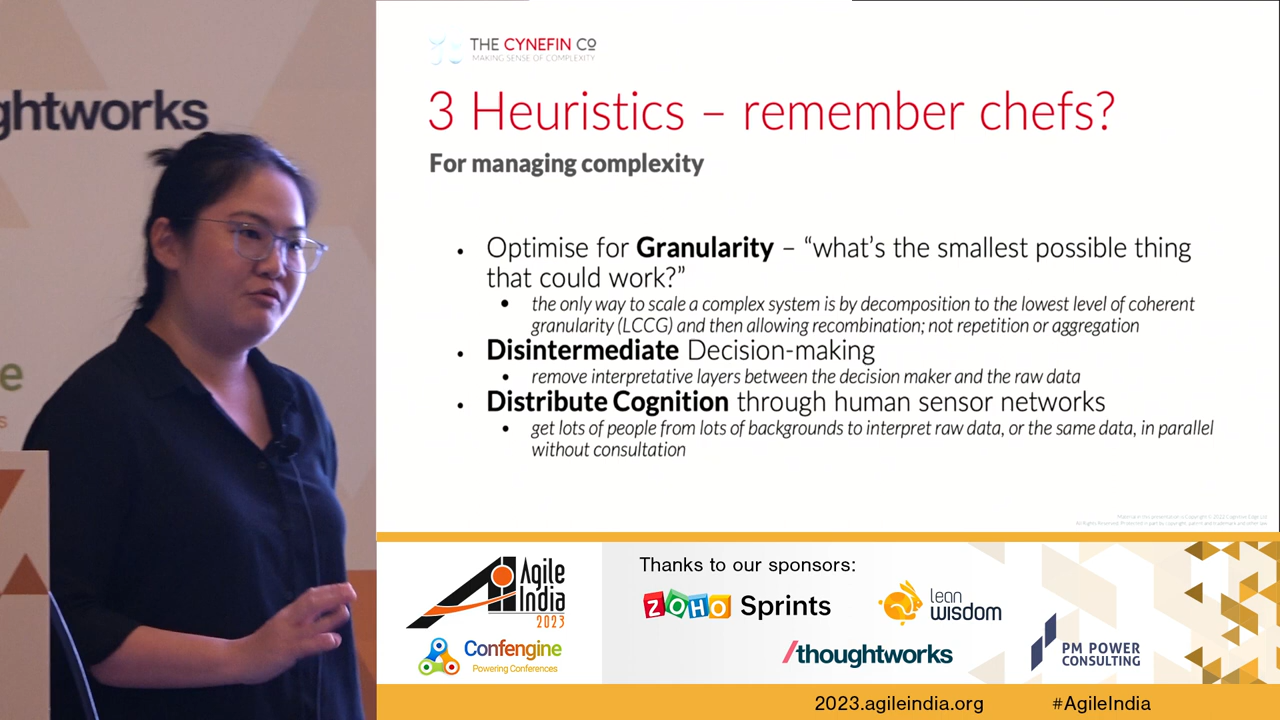 ghtworks
e
s
THE CYNEFIN CO
MAKING SENSE OF COMPLEXITY
3 Heuristics – remember chefs?
For managing complexity
• Optimise for Granularity – “what’s the smallest possible thing
that could work?”
• the only way to scale a complex system is by decomposition to the lowest level of coherent
granularity (LCCG) and then allowing recombination; not repetition or aggregation
• Disintermediate Decision-making
• remove interpretative layers between the decision maker and the raw data
• Distribute Cognition through human sensor networks
• get lots of people from lots of backgrounds to interpret raw data, or the same data, in parallel
without consultation
Agile
India
2023
Confengine
Powering Conferences
Thanks to our sponsors:
ZOHO Sprints
lean
wisdom
/thoughtworks
PM POWER
CONSULTING
2023.agileindia.org
#AgileIndia